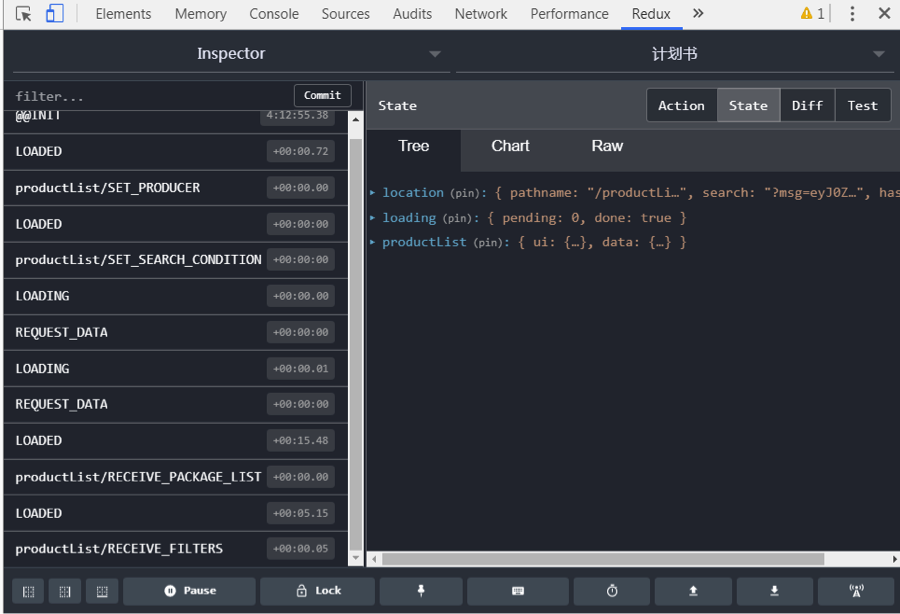 Elements Memory Console Sources Audits Network Performance Redux » 1
Inspector 计划书
filter... Commit
State Action State Diff Test
@@INIT 4:12:55.38
Tree Chart Raw
LOADED +00:00.72
productList/SET_PRODUCER +00:00.00
location (pin): { pathname: "/productLi…", search: "?msg=eyJ0Z…", has
LOADED +00:00:00
loading (pin): { pending: 0, done: true }
productList (pin): { ui: {…}, data: {…} }
productList/SET_SEARCH_CONDITION +00:00:00
LOADING +00:00.00
REQUEST_DATA +00:00:00
LOADING +00:00.01
REQUEST_DATA +00:00:00
LOADED +00:15.48
productList/RECEIVE_PACKAGE_LIST +00:00.00
LOADED +00:05.15
productList/RECEIVE_FILTERS +00:00.05
Pause Lock